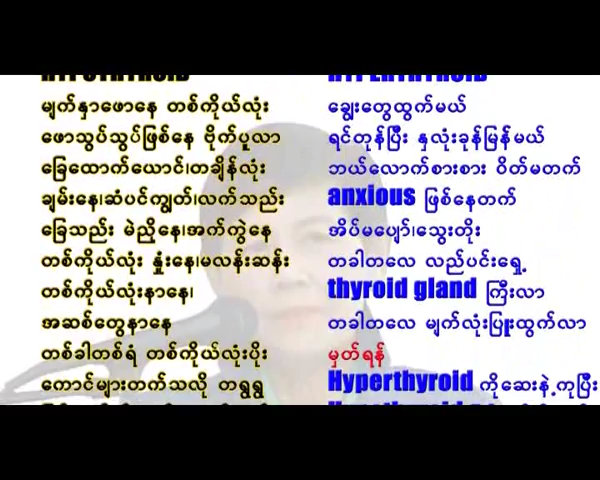 HYPOTHYROID
မျက်နှာဖောနေ တစ်ကိုယ်လုံး
ဖောသွပ်သွပ်ဖြစ်နေ ဗိုက်ပူလာ
ခြေထောက်ယောင်၊တချိန်လုံး
ချမ်းနေ၊ဆံပင်ကျွတ်၊လက်သည်း
ခြေသည်း မဲညှိနေ၊အက်ကွဲနေ
တစ်ကိုယ်လုံး နှုံးနေ၊မလန်းဆန်း
တစ်ကိုယ်လုံးနာနေ၊
အဆစ်တွေနာနေ
တစ်ခါတစ်ရံ တစ်ကိုယ်လုံးပိုး
ကောင်များတက်သလို တရွရွ
HYPERTHYROID
ချွေးတွေထွက်မယ်
ရင်တုန်ပြီး နှလုံးခုန်မြန်မယ်
ဘယ်လောက်စားစား ဝိတ်မတက်
anxious ဖြစ်နေတက်
အိပ်မပျော်၊သွေးတိုး
တခါတလေ လည်ပင်းရှေ့
thyroid gland ကြီးလာ
တခါတလေ မျက်လုံးပြူးထွက်လာ
မှတ်ရန်
Hyperthyroid ကိုဆေးနဲ့ကုပြီး